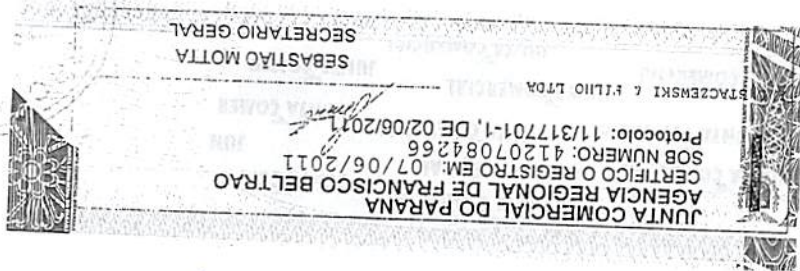 JUNTA COMERCIAL DO PARANA
AGENCIA REGIONAL DE FRANCISCO BELTRAO
CERTIFICO O REGISTRO EM: 07/06/2011
SOB NÚMERO: 41207084266
Protocolo: 11/317701-1, DE 02/06/2011
STACZEWSKI & FILHO LTDA
SEBASTIÃO MOTTA
SECRETARIO GERAL